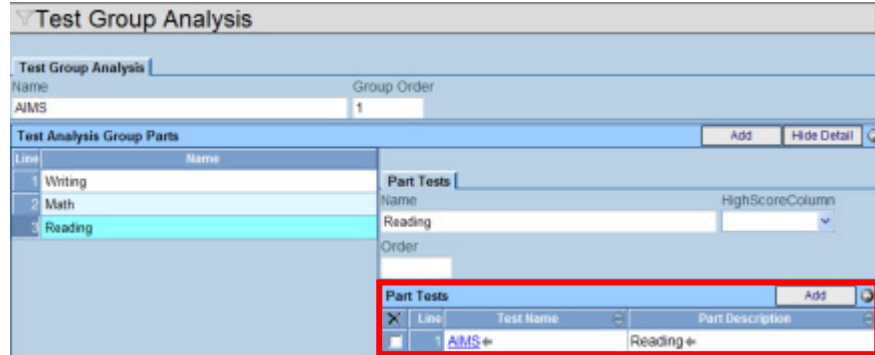 Test Group Analysis
Test Group Analysis
Name Group Order
AIMS 1
Test Analysis Group Parts Add Hide Detail
Line Name
1 Writing
2 Math
3 Reading
Part Tests
Name HighScoreColumn
Reading
Order
Part Tests Add
X Line Test Name Part Description
1 AIMS Reading